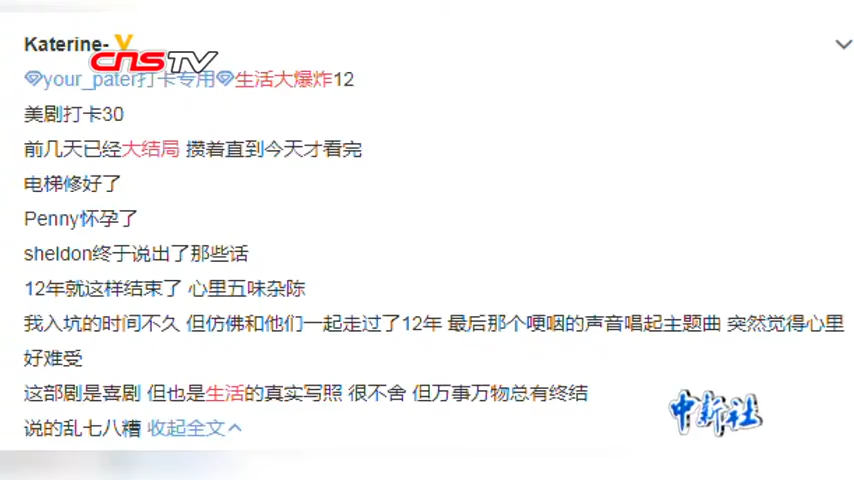 Katerine-
CNSTV
your_pater打卡专用生活大爆炸12
美剧打卡30
前几天已经大结局 攒着直到今天才看完
电梯修好了
Penny怀孕了
sheldon终于说出了那些话
12年就这样结束了 心里五味杂陈
我入坑的时间不久 但仿佛和他们一起走过了12年 最后那个哽咽的声音唱起主题曲 突然觉得心里
好难受
这部剧是喜剧 但也是生活的真实写照 很不舍 但万事万物总有终结
说的乱七八糟 收起全文
中新社